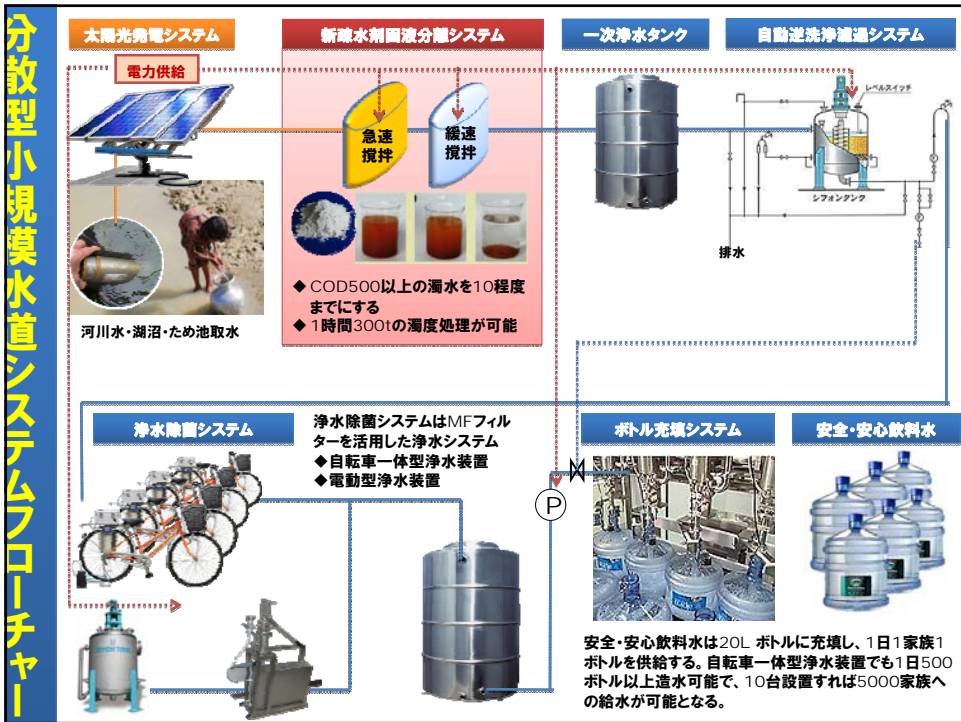 分散型小規模水道システムフローチャー
太陽光発電システム
新疎水剤固液分離システム
一次浄水タンク
自動逆洗浄濾過システム
電力供給
急速
撹拌
緩速
撹拌
レベルスイッチ
シフォンタンク
排水
◆ COD500以上の濁水を10程度
までにする
◆ 1時間300tの濁度処理が可能
河川水・湖沼・ため池取水
浄水除菌システム
浄水除菌システムはMFフィル
ターを活用した浄水システム
◆自転車一体型浄水装置
◆電動型浄水装置
P
ボトル充填システム
安全・安心飲料水
安全・安心飲料水は20L ボトルに充填し、1日1家族1
ボトルを供給する。自転車一体型浄水装置でも1日500
ボトル以上造水可能で、10台設置すれば5000家族へ
の給水が可能となる。